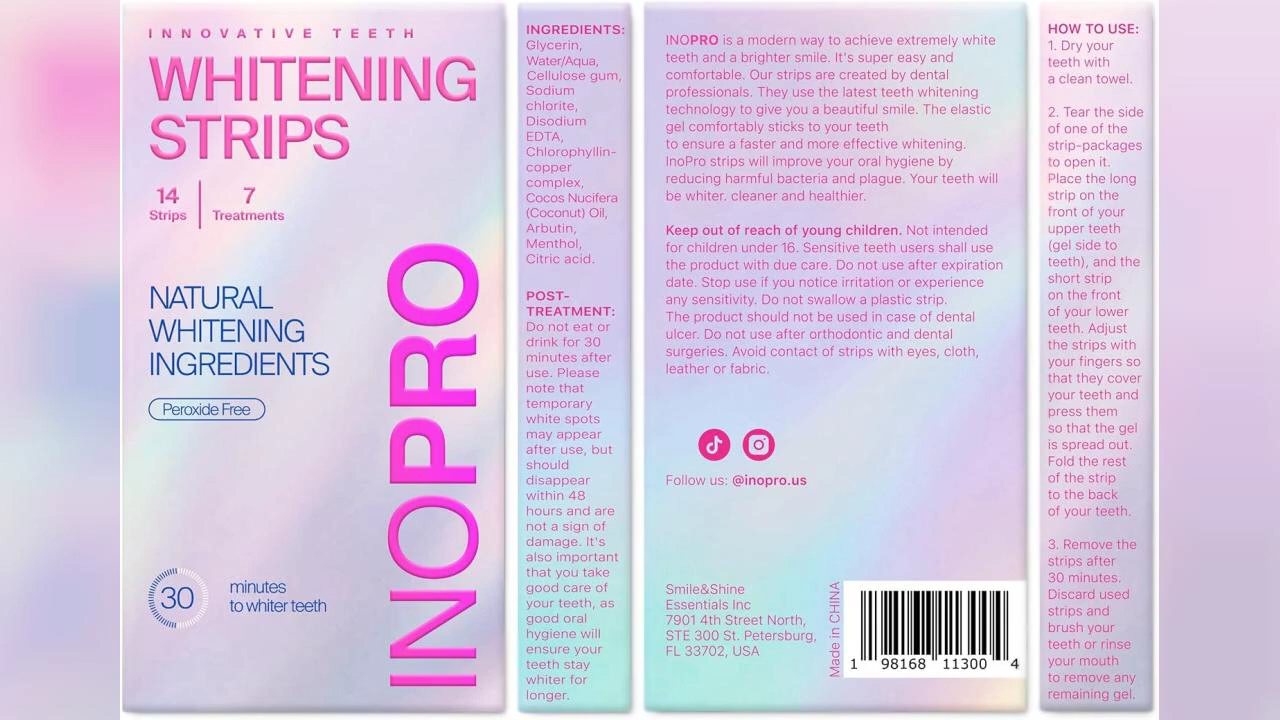 INNOVATIVE TEETH
WHITENING
STRIPS
14
Strips
7
Treatments
NATURAL
WHITENING
INGREDIENTS
Peroxide Free
INOPRO
30
minutes
to whiter teeth
INGREDIENTS:
Glycerin,
Water/Aqua,
Cellulose gum,
Sodium
chlorite,
Disodium
EDTA,
Chlorophyllin-
copper
complex,
Cocos Nucifera
(Coconut) Oil,
Arbutin,
Menthol,
Citric acid.
POST-
TREATMENT:
Do not eat or
drink for 30
minutes after
use. Please
note that
temporary
white spots
may appear
after use, but
should
disappear
within 48
hours and are
not a sign of
damage. It's
also important
that you take
good care of
your teeth, as
good oral
hygiene will
ensure your
teeth stay
whiter for
longer.
INOPRO is a modern way to achieve extremely white
teeth and a brighter smile. It's super easy and
comfortable. Our strips are created by dental
professionals. They use the latest teeth whitening
technology to give you a beautiful smile. The elastic
gel comfortably sticks to your teeth
to ensure a faster and more effective whitening.
InoPro strips will improve your oral hygiene by
reducing harmful bacteria and plague. Your teeth will
be whiter. cleaner and healthier.
Keep out of reach of young children. Not intended
for children under 16. Sensitive teeth users shall use
the product with due care. Do not use after expiration
date. Stop use if you notice irritation or experience
any sensitivity. Do not swallow a plastic strip.
The product should not be used in case of dental
ulcer. Do not use after orthodontic and dental
surgeries. Avoid contact of strips with eyes, cloth,
leather or fabric.
Follow us: @inopro.us
Smile&Shine
Essentials Inc
7901 4th Street North,
STE 300 St. Petersburg,
FL 33702, USA
Made in CHINA
1 98168 11300 4
HOW TO USE:
1. Dry your
teeth with
a clean towel.
2. Tear the side
of one of the
strip-packages
to open it.
Place the long
strip on the
front of your
upper teeth
(gel side to
teeth), and the
short strip
on the front
of your lower
teeth. Adjust
the strips with
your fingers so
that they cover
your teeth and
press them
so that the gel
is spread out.
Fold the rest
of the strip
to the back
of your teeth.
3. Remove the
strips after
30 minutes.
Discard used
strips and
brush your
teeth or rinse
your mouth
to remove any
remaining gel.